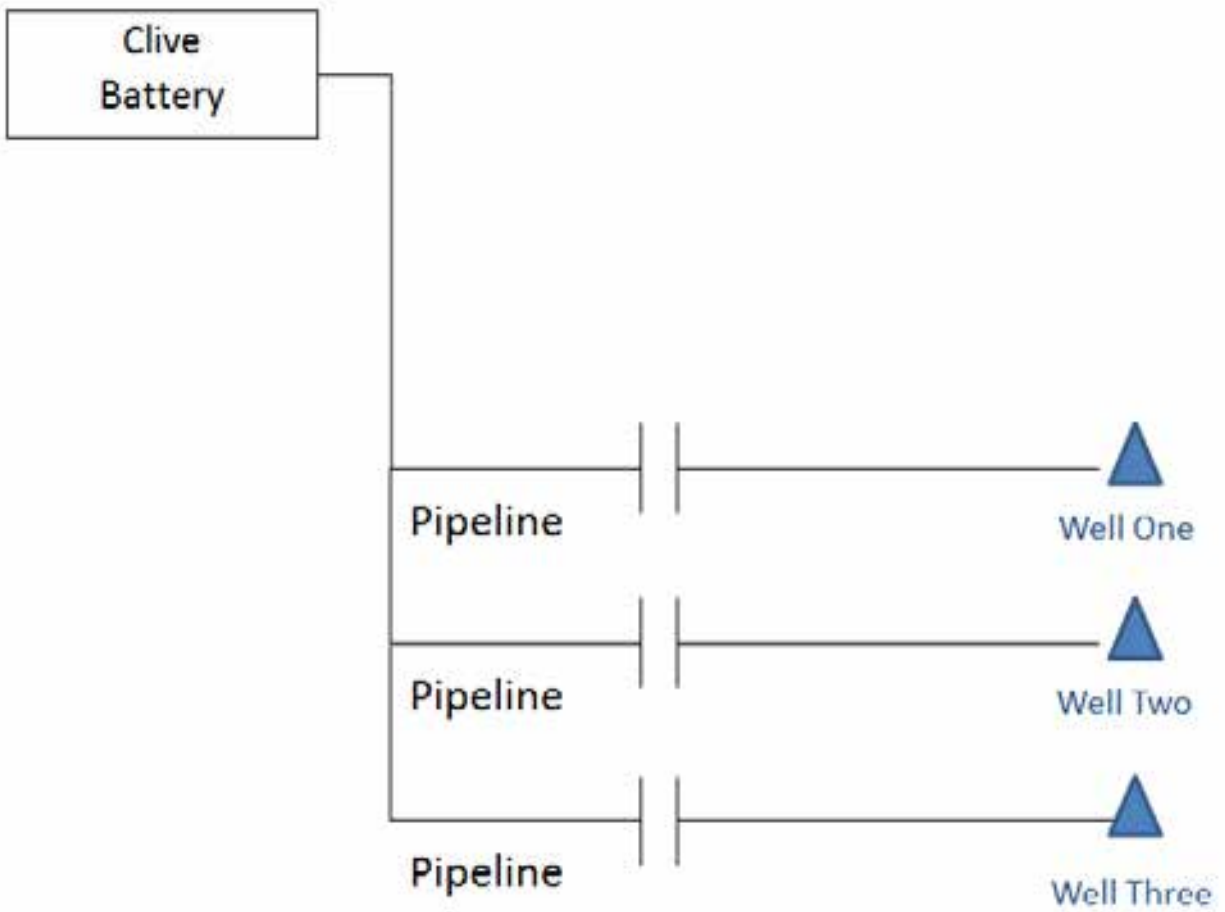 Clive
Battery
Pipeline
Well One
Pipeline
Well Two
Pipeline
Well Three